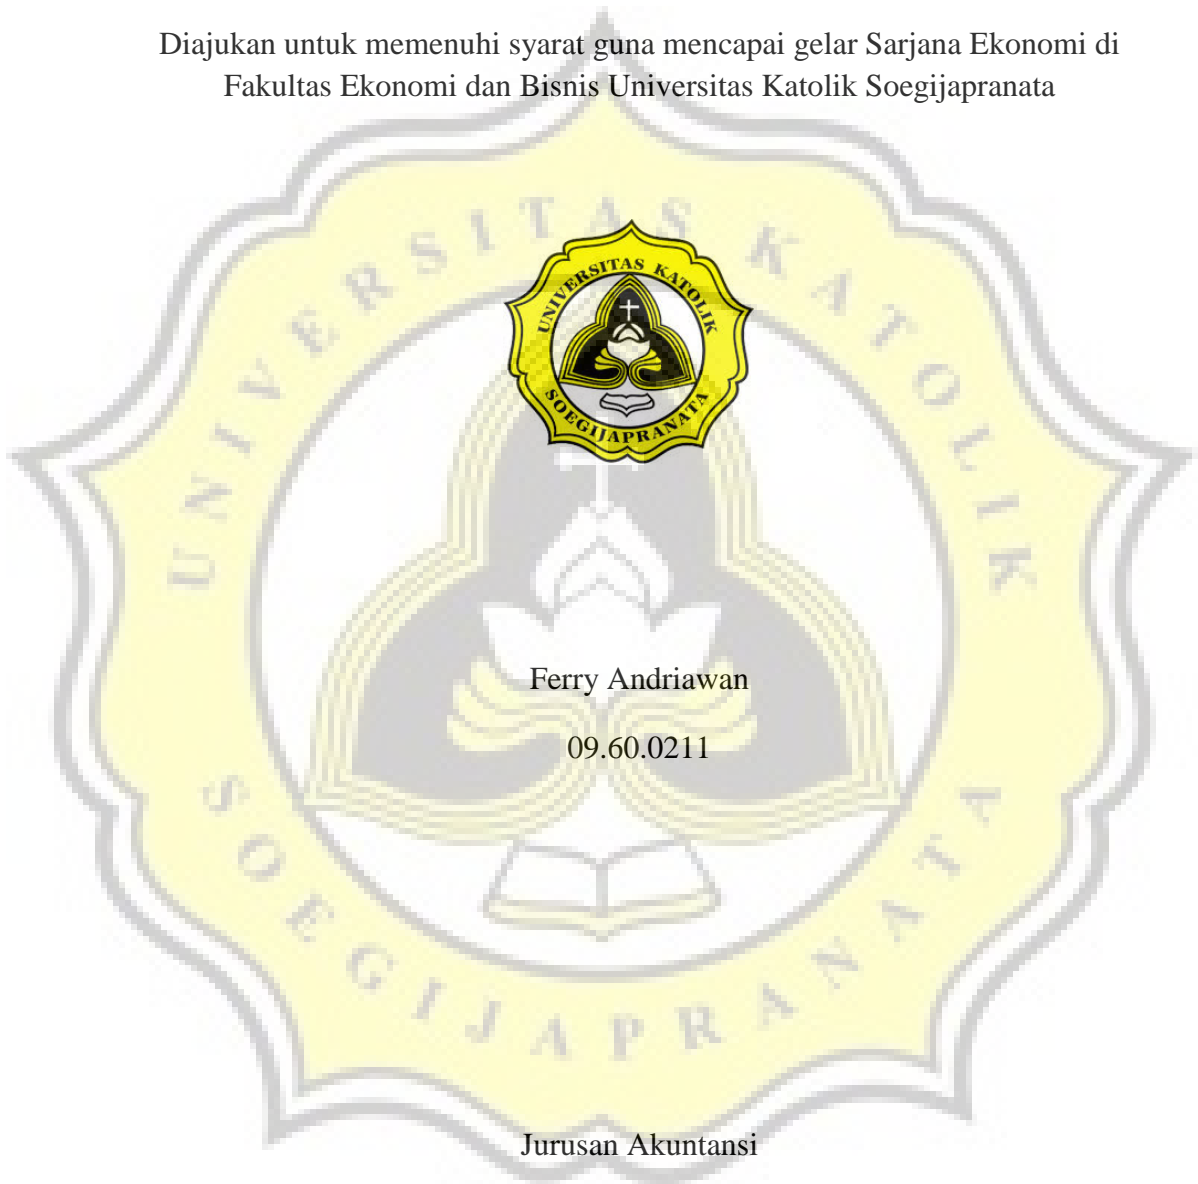 Diajukan untuk memenuhi syarat guna mencapai gelar Sarjana Ekonomi di
Fakultas Ekonomi dan Bisnis Universitas Katolik Soegijapranata
UNIVERSITAS KATOLIK
SOEGIJAPRANATA
UNIVERSITAS KATOLIK
SOEGIJAPRANATA
Ferry Andriawan
09.60.0211
Jurusan Akuntansi